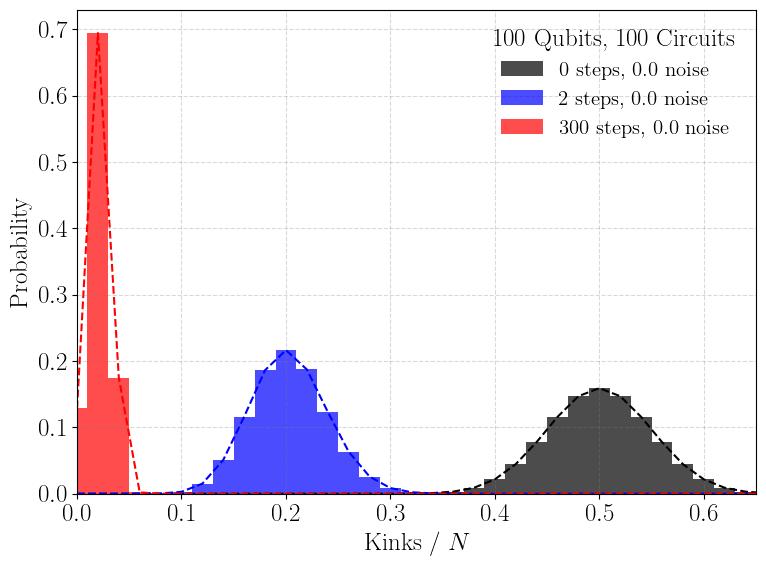 100 Qubits, 100 Circuits
0 steps, 0.0 noise
2 steps, 0.0 noise
300 steps, 0.0 noise
Probability
0.7
0.6
0.5
0.4
0.3
0.2
0.1
0.0
0.0 0.1 0.2 0.3 0.4 0.5 0.6
Kinks / N